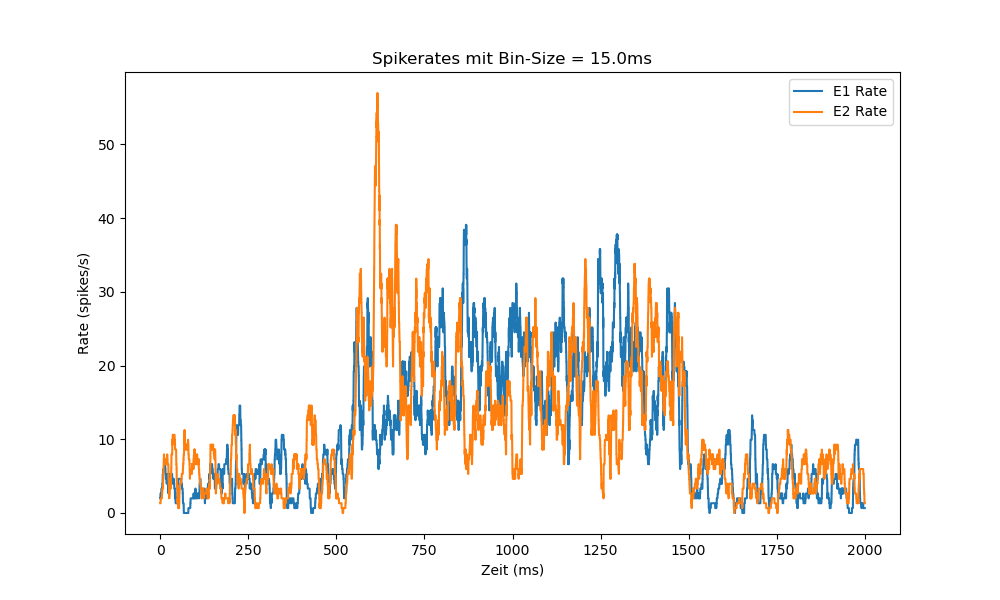 Spikerates mit Bin-Size = 15.0ms
E1 Rate
E2 Rate
Rate (spikes/s)
50
40
30
20
10
0
0 250 500 750 1000 1250 1500 1750 2000
Zeit (ms)